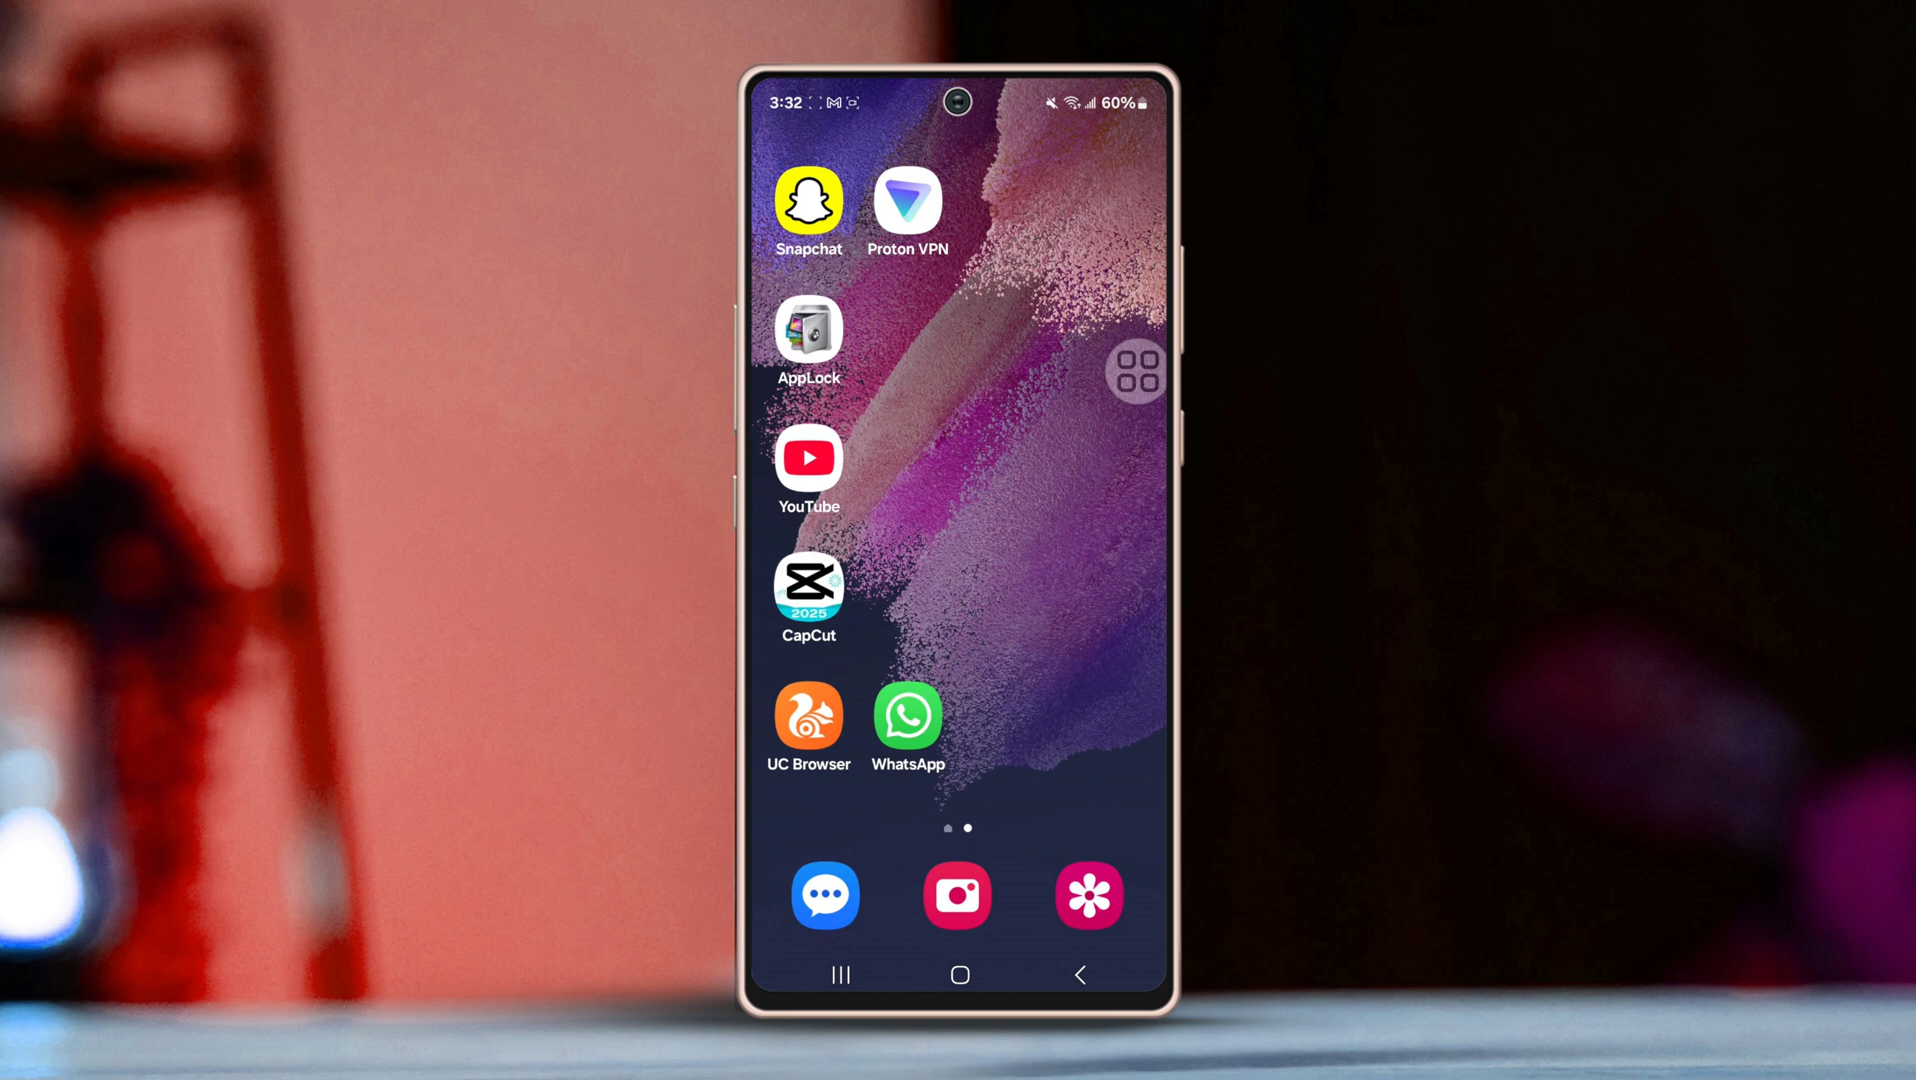 3:32 60%
Snapchat Proton VPN
AppLock
YouTube
2025
CapCut
UC Browser WhatsApp